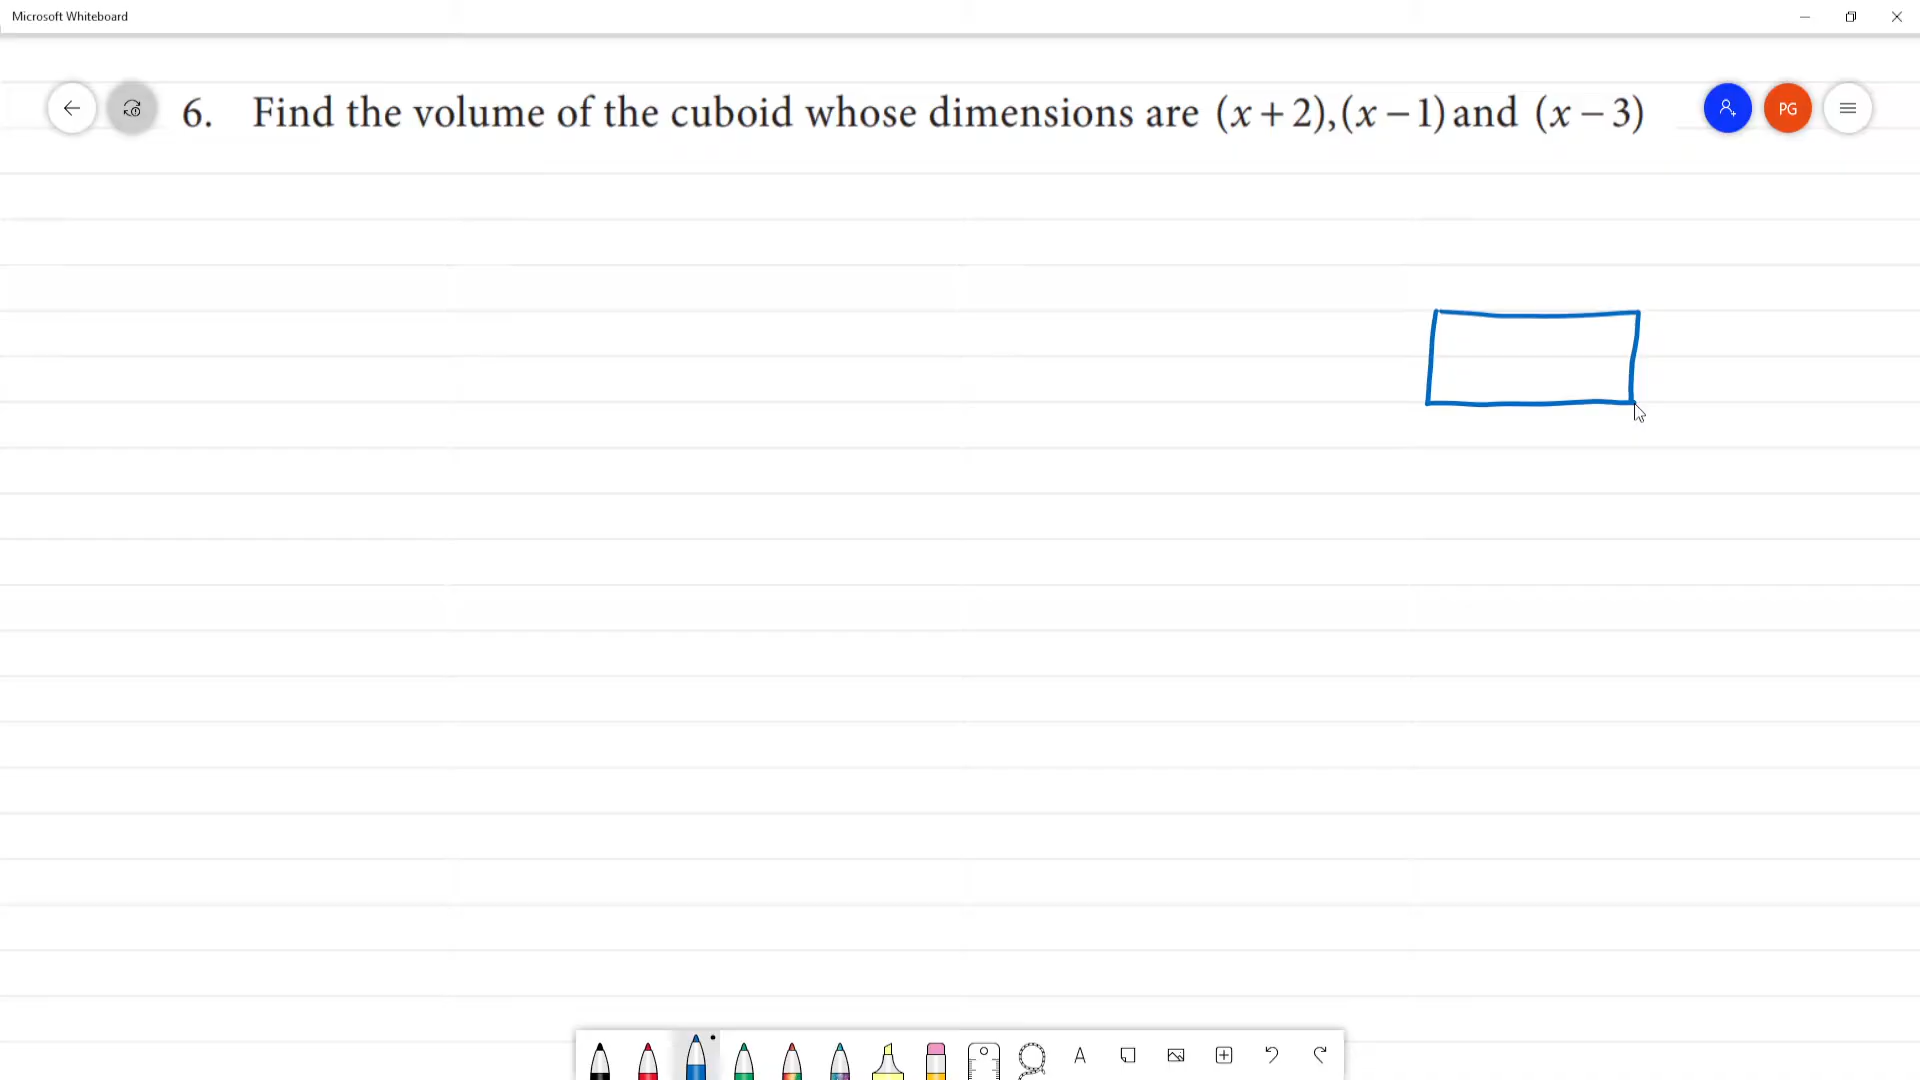 Microsoft Whiteboard
6. Find the volume of the cuboid whose dimensions are (x + 2),(x − 1) and (x − 3)
PG
A